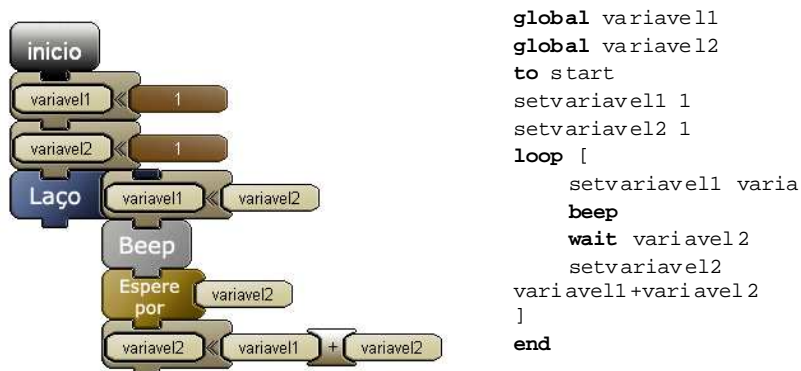 inicio
variavel1 1
variavel2 1
Laço variavel1 variavel2
Beep
Espere
por variavel2
variavel2 variavel1 + variavel2
global variavel1
global variavel2
to start
setvariavel1 1
setvariavel2 1
loop [
setvariavel1 varia
beep
wait variavel2
setvariavel2
variavel1+variavel2
]
end